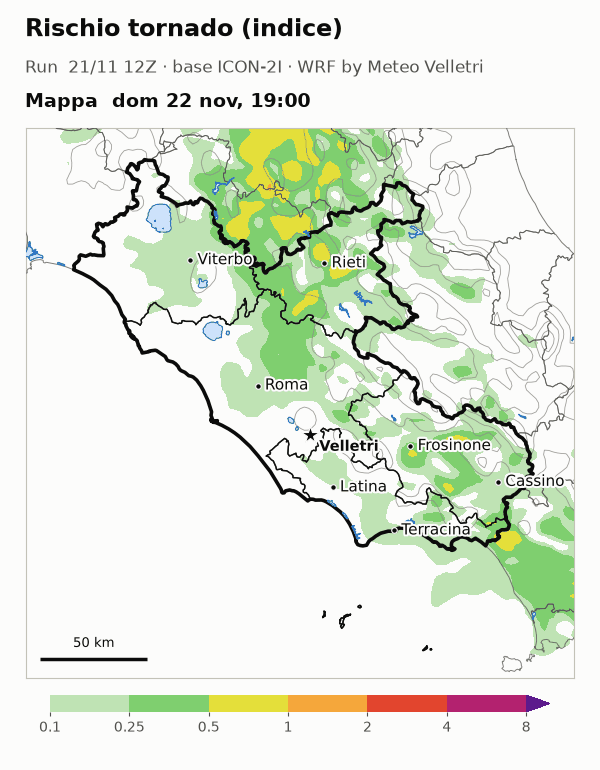 Rischio tornado (indice)
Run  21/11 12Z · base ICON-2I · WRF by Meteo Velletri
Mappa  dom 22 nov, 19:00
Viterbo
Rieti
Roma
Velletri
Frosinone
Cassino
Latina
Terracina
50 km
0.1 0.25 0.5 1 2 4 8